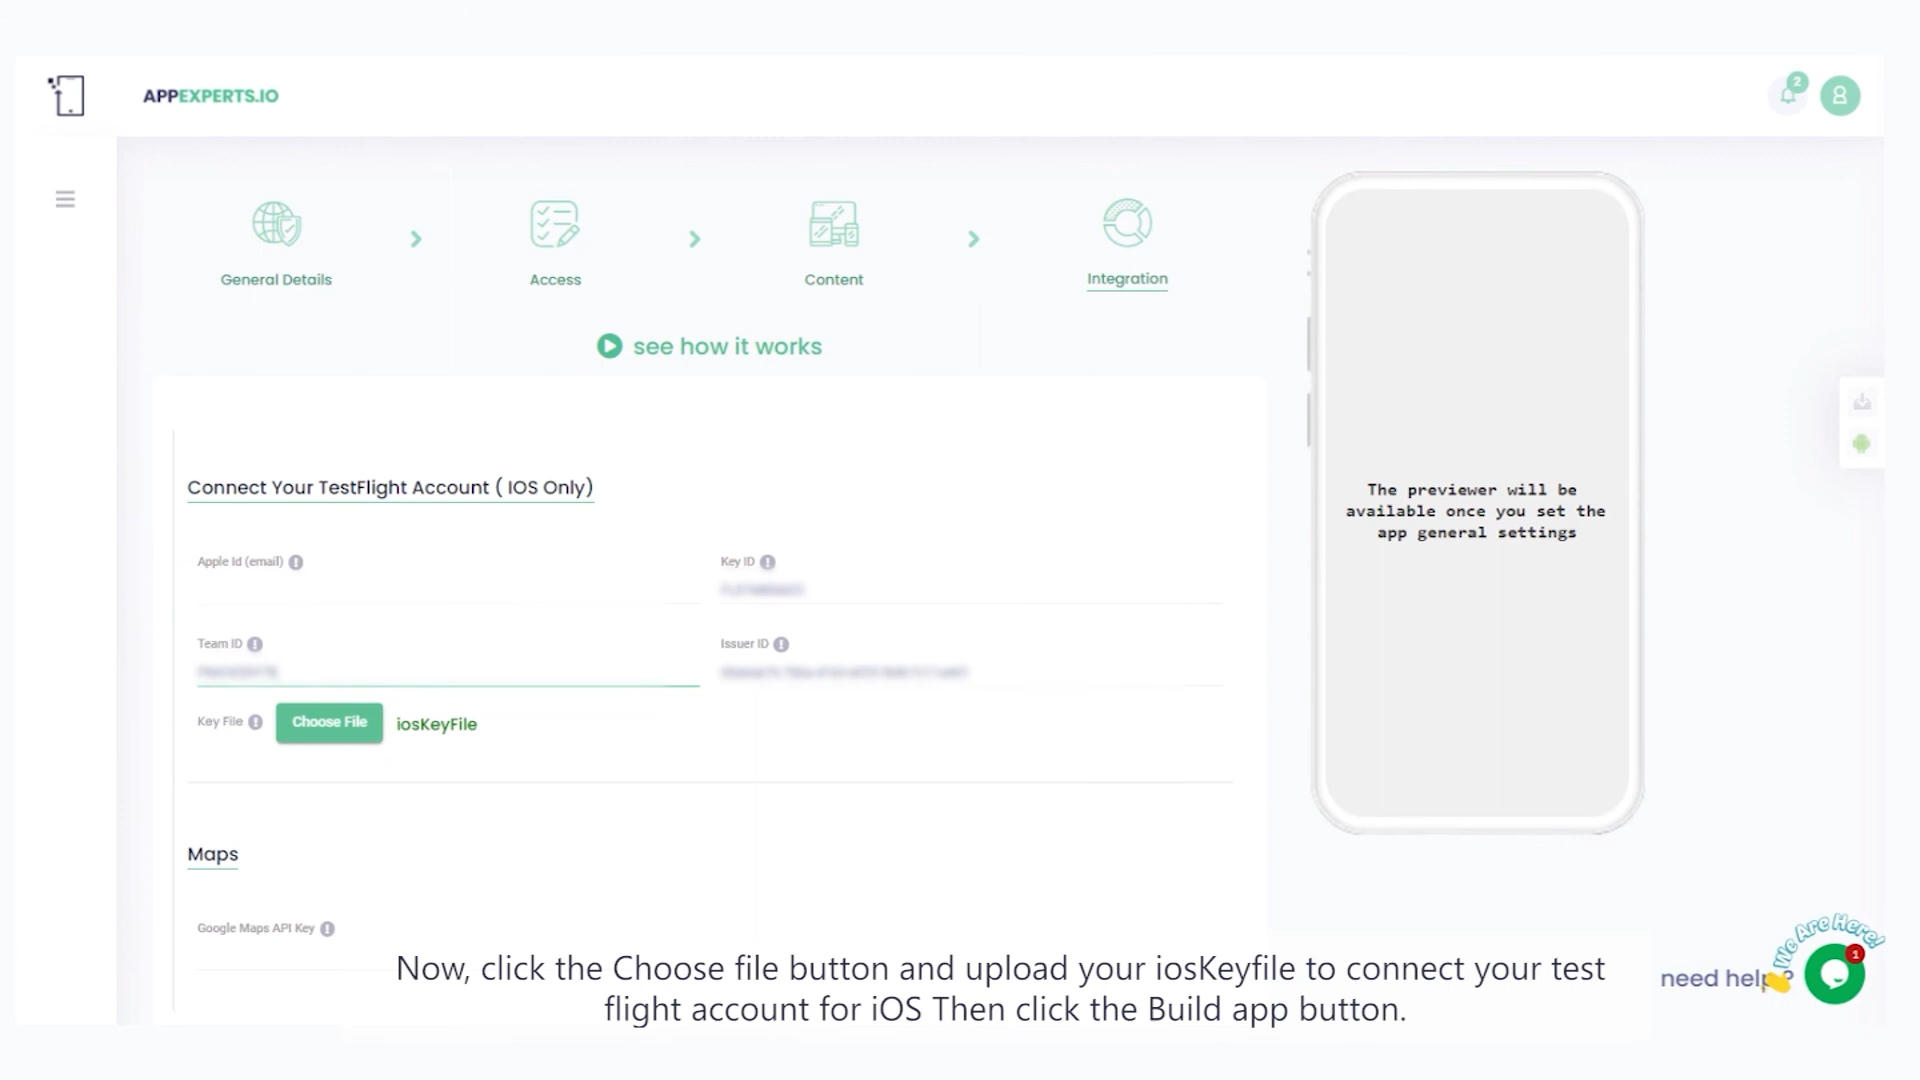 APPEXPERTS.IO
2
General Details
Access
Content
Integration
see how it works
Connect Your TestFlight Account ( IOS Only)
Apple Id (email)
Key ID
Team ID
Issuer ID
Key File
Choose File
iosKeyFile
Maps
Google Maps API Key
The previewer will be
available once you set the
app general settings
We Are Here!
1
need help?
Now, click the Choose file button and upload your iosKeyfile to connect your test
flight account for iOS Then click the Build app button.